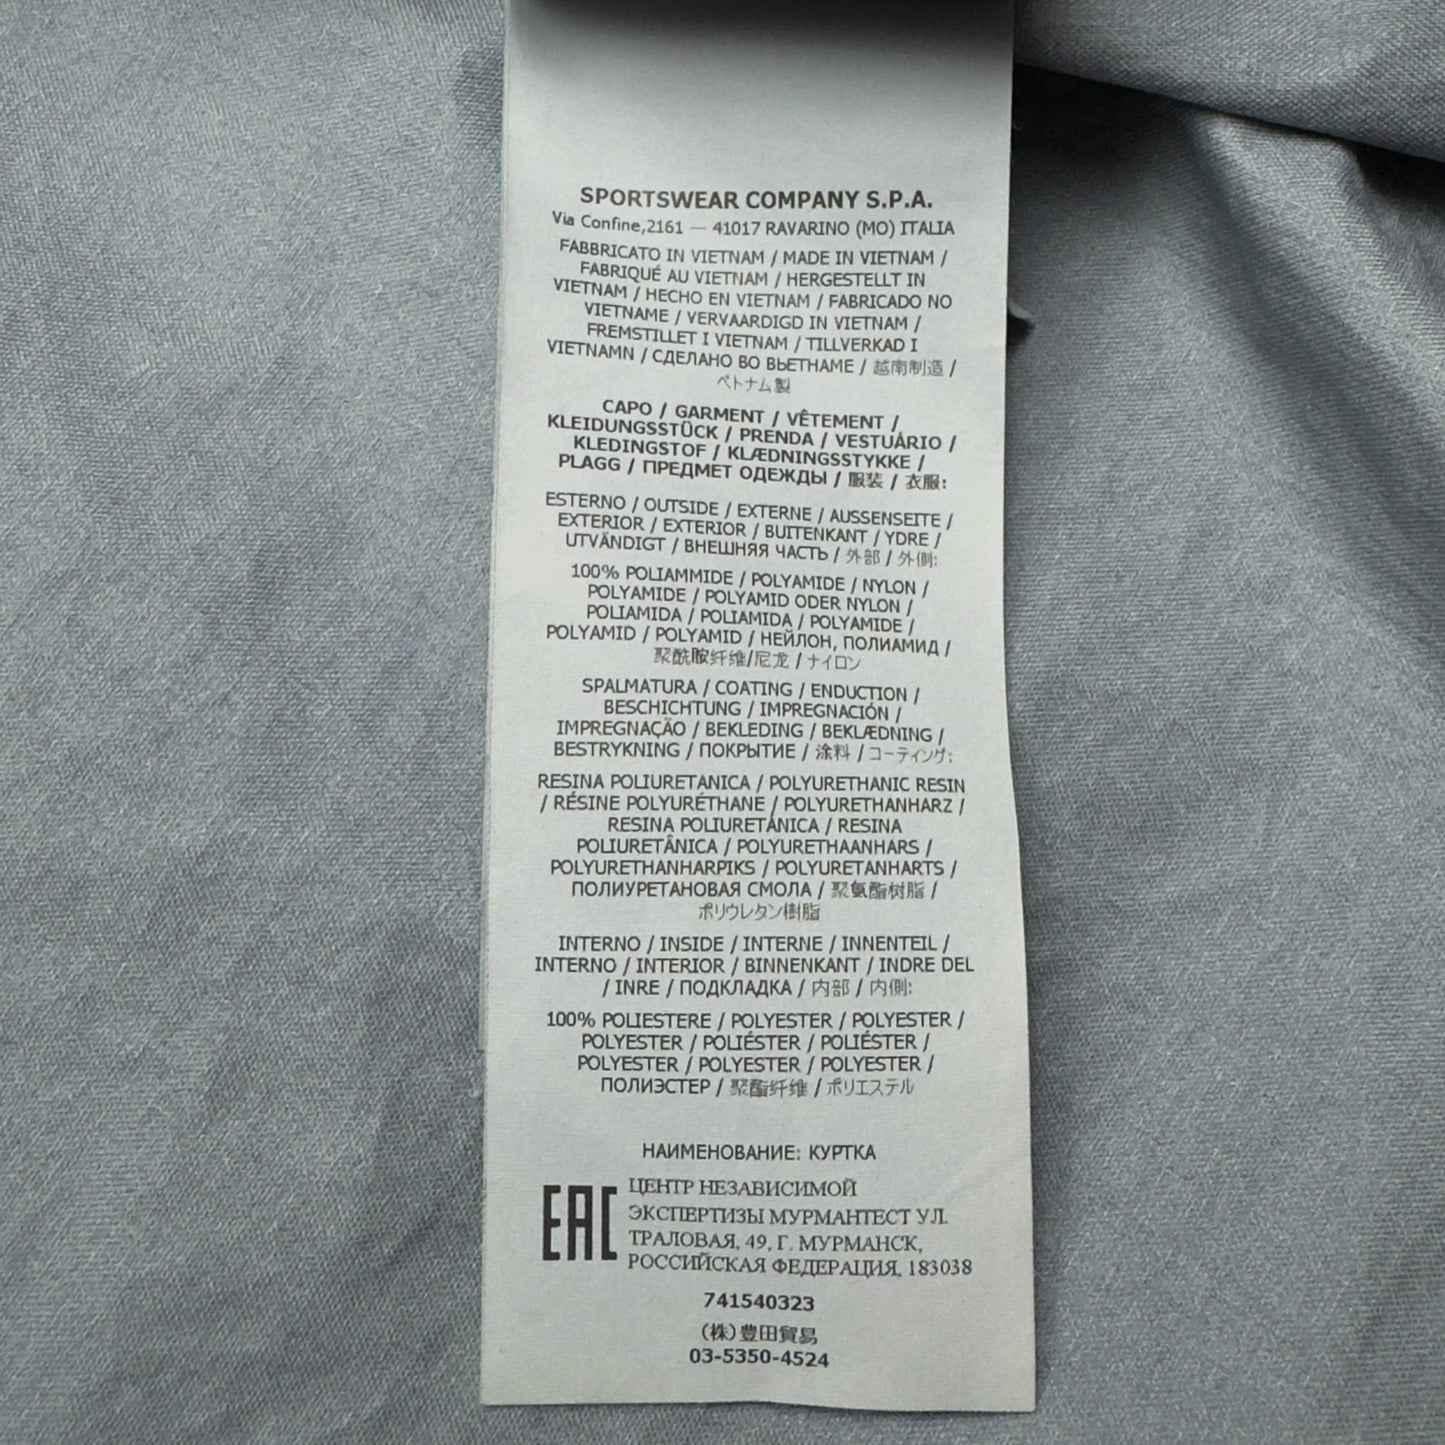 SPORTSWEAR COMPANY S.P.A.
Via Confine,2161 — 41017 RAVARINO (MO) ITALIA
FABBRICATO IN VIETNAM / MADE IN VIETNAM /
FABRIQUÉ AU VIETNAM / HERGESTELLT IN
VIETNAM / HECHO EN VIETNAM / FABRICADO NO
VIETNAME / VERVAARDIGD IN VIETNAM /
FREMSTILLET I VIETNAM / TILLVERKAD I
VIETNAMN / СДЕЛАНО ВО ВЬЕТНАМЕ / 越南制造 /
ベトナム製
CAPO / GARMENT / VÊTEMENT /
KLEIDUNGSSTÜCK / PRENDA / VESTUÁRIO /
KLEDINGSTOF / KLÆDNINGSSTYKKE /
PLAGG / ПРЕДМЕТ ОДЕЖДЫ / 服装 / 衣服:
ESTERNO / OUTSIDE / EXTERNE / AUSSENSEITE /
EXTERIOR / EXTERIOR / BUITENKANT / YDRE /
UTVÄNDIGT / ВНЕШНЯЯ ЧАСТЬ / 外部 / 外側:
100% POLIAMMIDE / POLYAMIDE / NYLON /
POLYAMIDE / POLYAMID ODER NYLON /
POLIAMIDA / POLIAMIDA / POLYAMIDE /
POLYAMID / POLYAMID / НЕЙЛОН, ПОЛИАМИД /
聚酰胺纤维/尼龙 / ナイロン
SPALMATURA / COATING / ENDUCTION /
BESCHICHTUNG / IMPREGNACIÓN /
IMPREGNAÇÃO / BEKLEDING / BEKLÆDNING /
BESTRYKNING / ПОКРЫТИЕ / 涂料 / コーティング:
RESINA POLIURETANICA / POLYURETHANIC RESIN
/ RÉSINE POLYURÉTHANE / POLYURETHANHARZ /
RESINA POLIURETÁNICA / RESINA
POLIURETÂNICA / POLYURETHAANHARS /
POLYURETHANHARPIKS / POLYURETANHARTS /
ПОЛИУРЕТАНОВАЯ СМОЛА / 聚氨酯树脂 /
ポリウレタン樹脂
INTERNO / INSIDE / INTERNE / INNENTEIL /
INTERNO / INTERIOR / BINNENKANT / INDRE DEL
/ INRE / ПОДКЛАДКА / 内部 / 内側:
100% POLIESTERE / POLYESTER / POLYESTER /
POLYESTER / POLIÉSTER / POLIÉSTER /
POLYESTER / POLYESTER / POLYESTER /
ПОЛИЭСТЕР / 聚酯纤维 / ポリエステル
НАИМЕНОВАНИЕ: КУРТКА
EAC ЦЕНТР НЕЗАВИСИМОЙ
ЭКСПЕРТИЗЫ МУРМАНТЕСТ УЛ.
ТРАЛОВАЯ, 49, Г. МУРМАНСК,
РОССИЙСКАЯ ФЕДЕРАЦИЯ, 183038
741540323
(株)豊田貿易
03-5350-4524